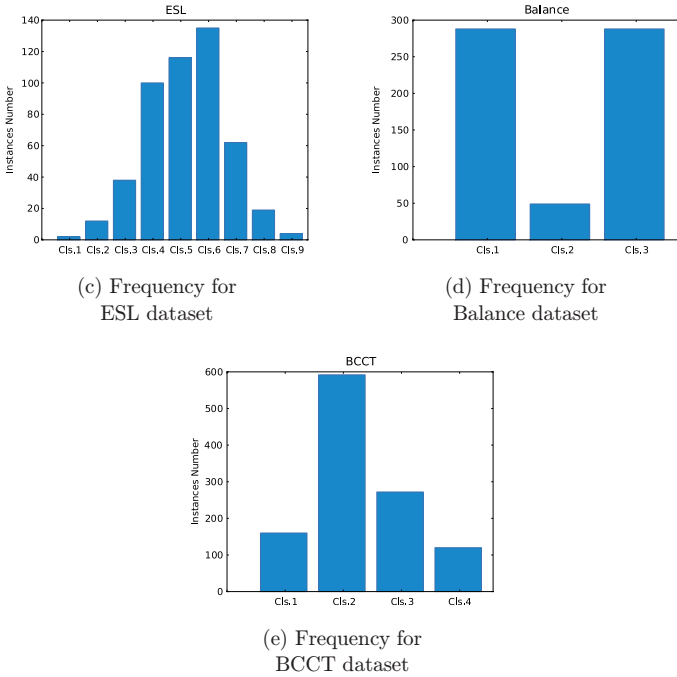 ESL
140
120
100
80
60
40
20
0
Instances Number
Cls.1 Cls.2 Cls.3 Cls.4 Cls.5 Cls.6 Cls.7 Cls.8 Cls.9
(c) Frequency for
ESL dataset
Balance
300
250
200
150
100
50
0
Instances Number
Cls.1 Cls.2 Cls.3
(d) Frequency for
Balance dataset
BCCT
600
500
400
300
200
100
0
Instances Number
Cls.1 Cls.2 Cls.3 Cls.4
(e) Frequency for
BCCT dataset